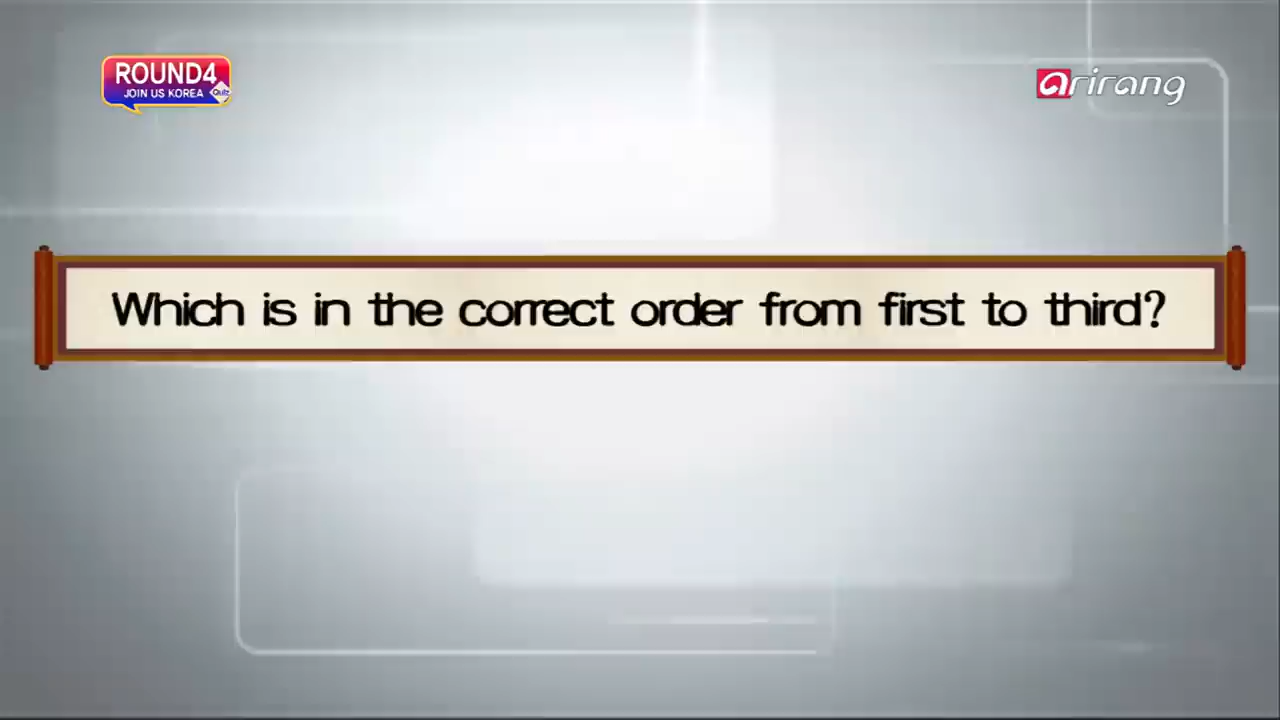 ROUND4
JOIN US KOREA Quiz
arirang
Which is in the correct order from first to third?